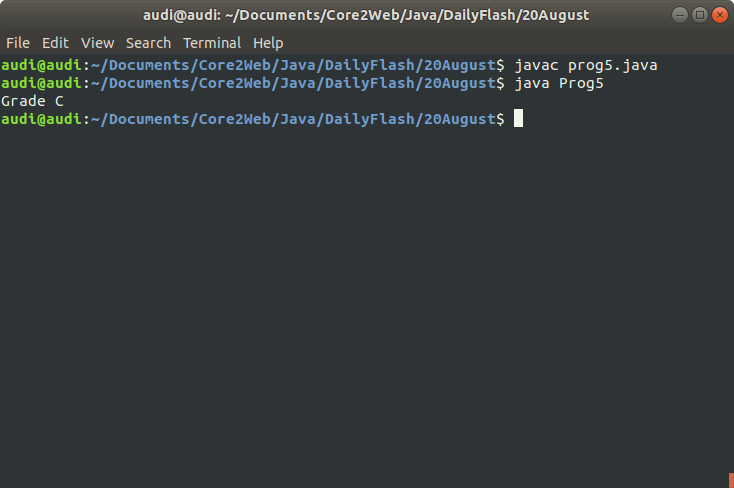 audi@audi: ~/Documents/Core2Web/Java/DailyFlash/20August
File Edit View Search Terminal Help
audi@audi:~/Documents/Core2Web/Java/DailyFlash/20August$ javac prog5.java
audi@audi:~/Documents/Core2Web/Java/DailyFlash/20August$ java Prog5
Grade C
audi@audi:~/Documents/Core2Web/Java/DailyFlash/20August$